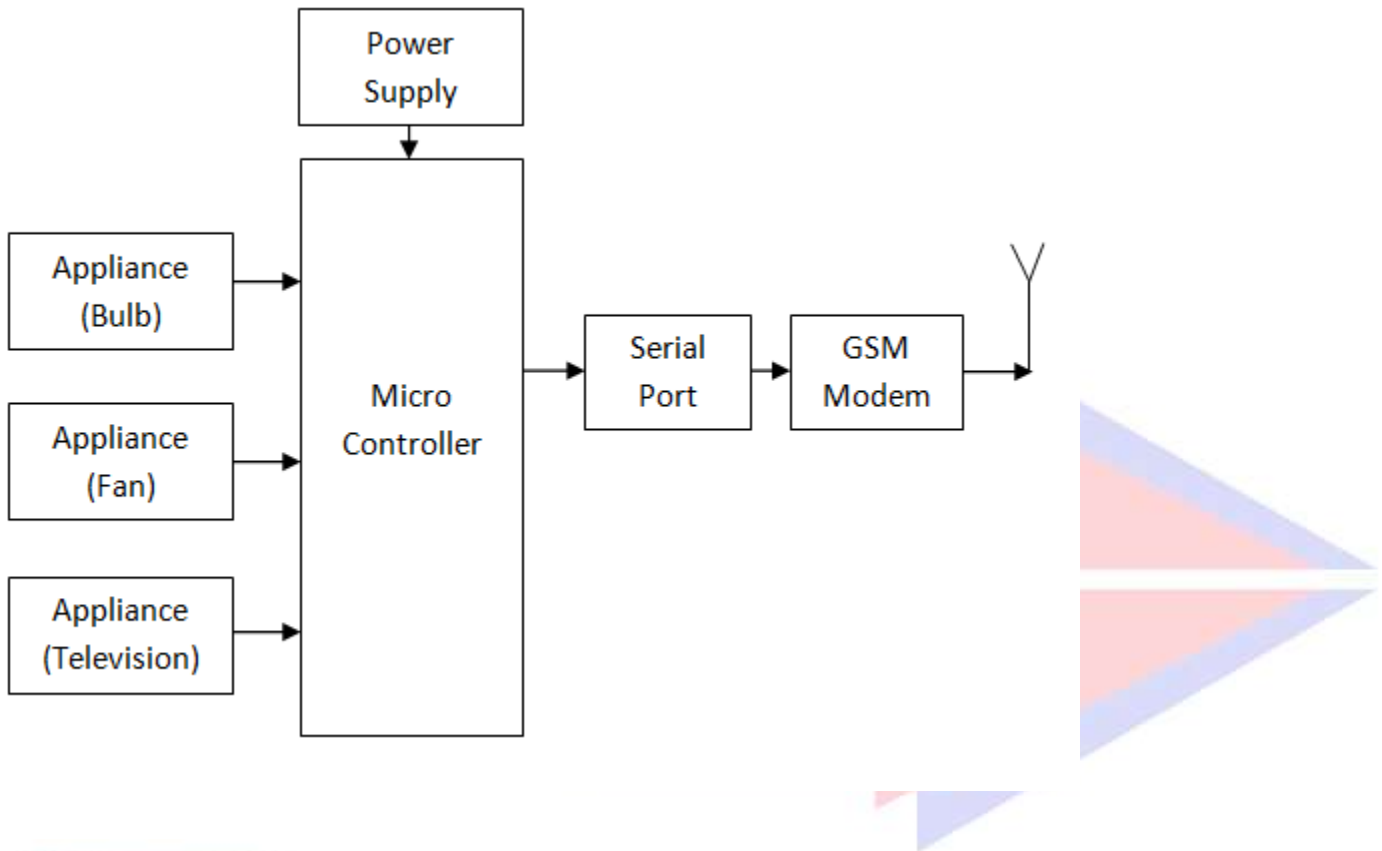 Power
Supply
Appliance
(Bulb)
Appliance
(Fan)
Appliance
(Television)
Micro
Controller
Serial
Port
GSM
Modem